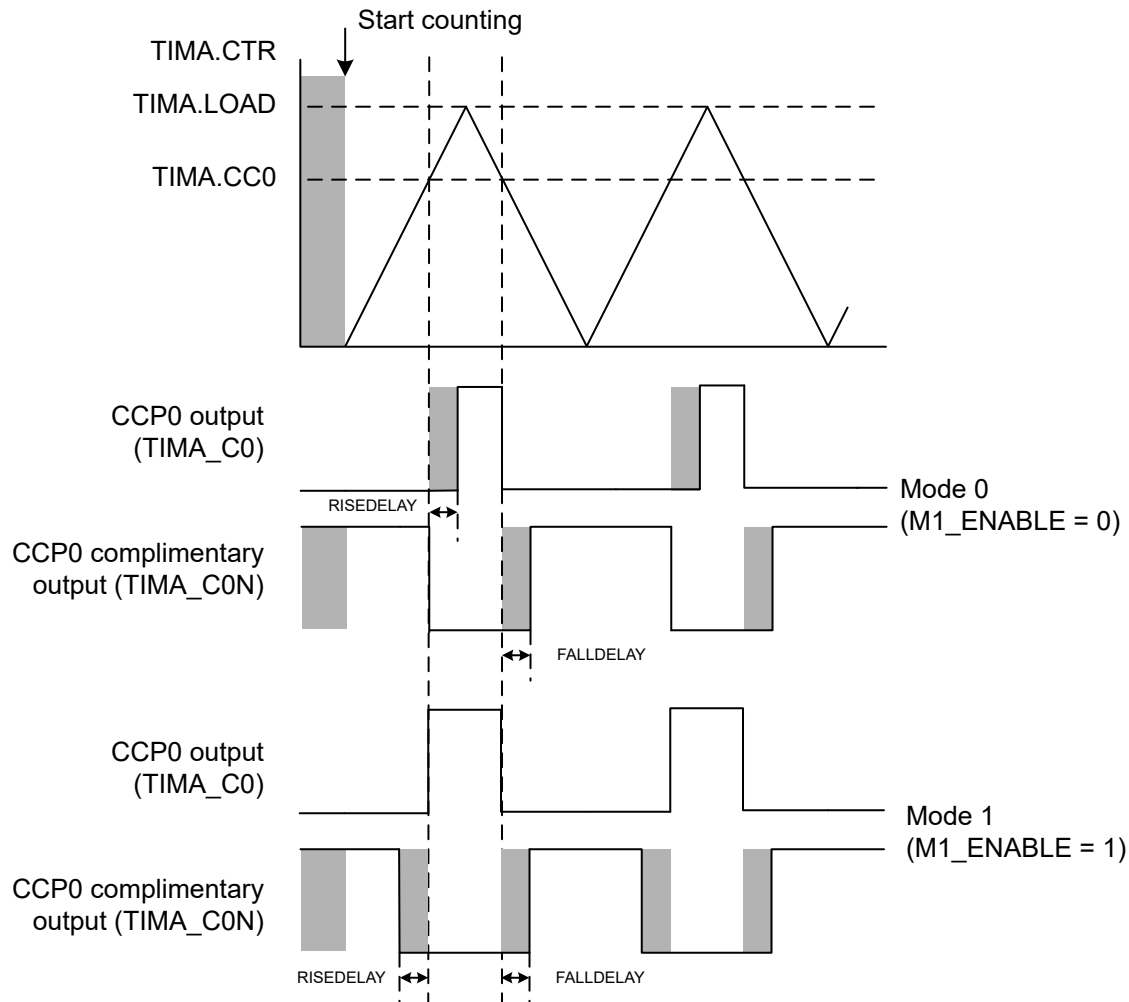 Start counting
TIMA.CTR
TIMA.LOAD
TIMA.CC0
CCP0 output
(TIMA_C0)
RISEDELAY
Mode 0
(M1_ENABLE = 0)
CCP0 complimentary
output (TIMA_C0N)
FALLDELAY
CCP0 output
(TIMA_C0)
Mode 1
(M1_ENABLE = 1)
CCP0 complimentary
output (TIMA_C0N)
RISEDELAY
FALLDELAY